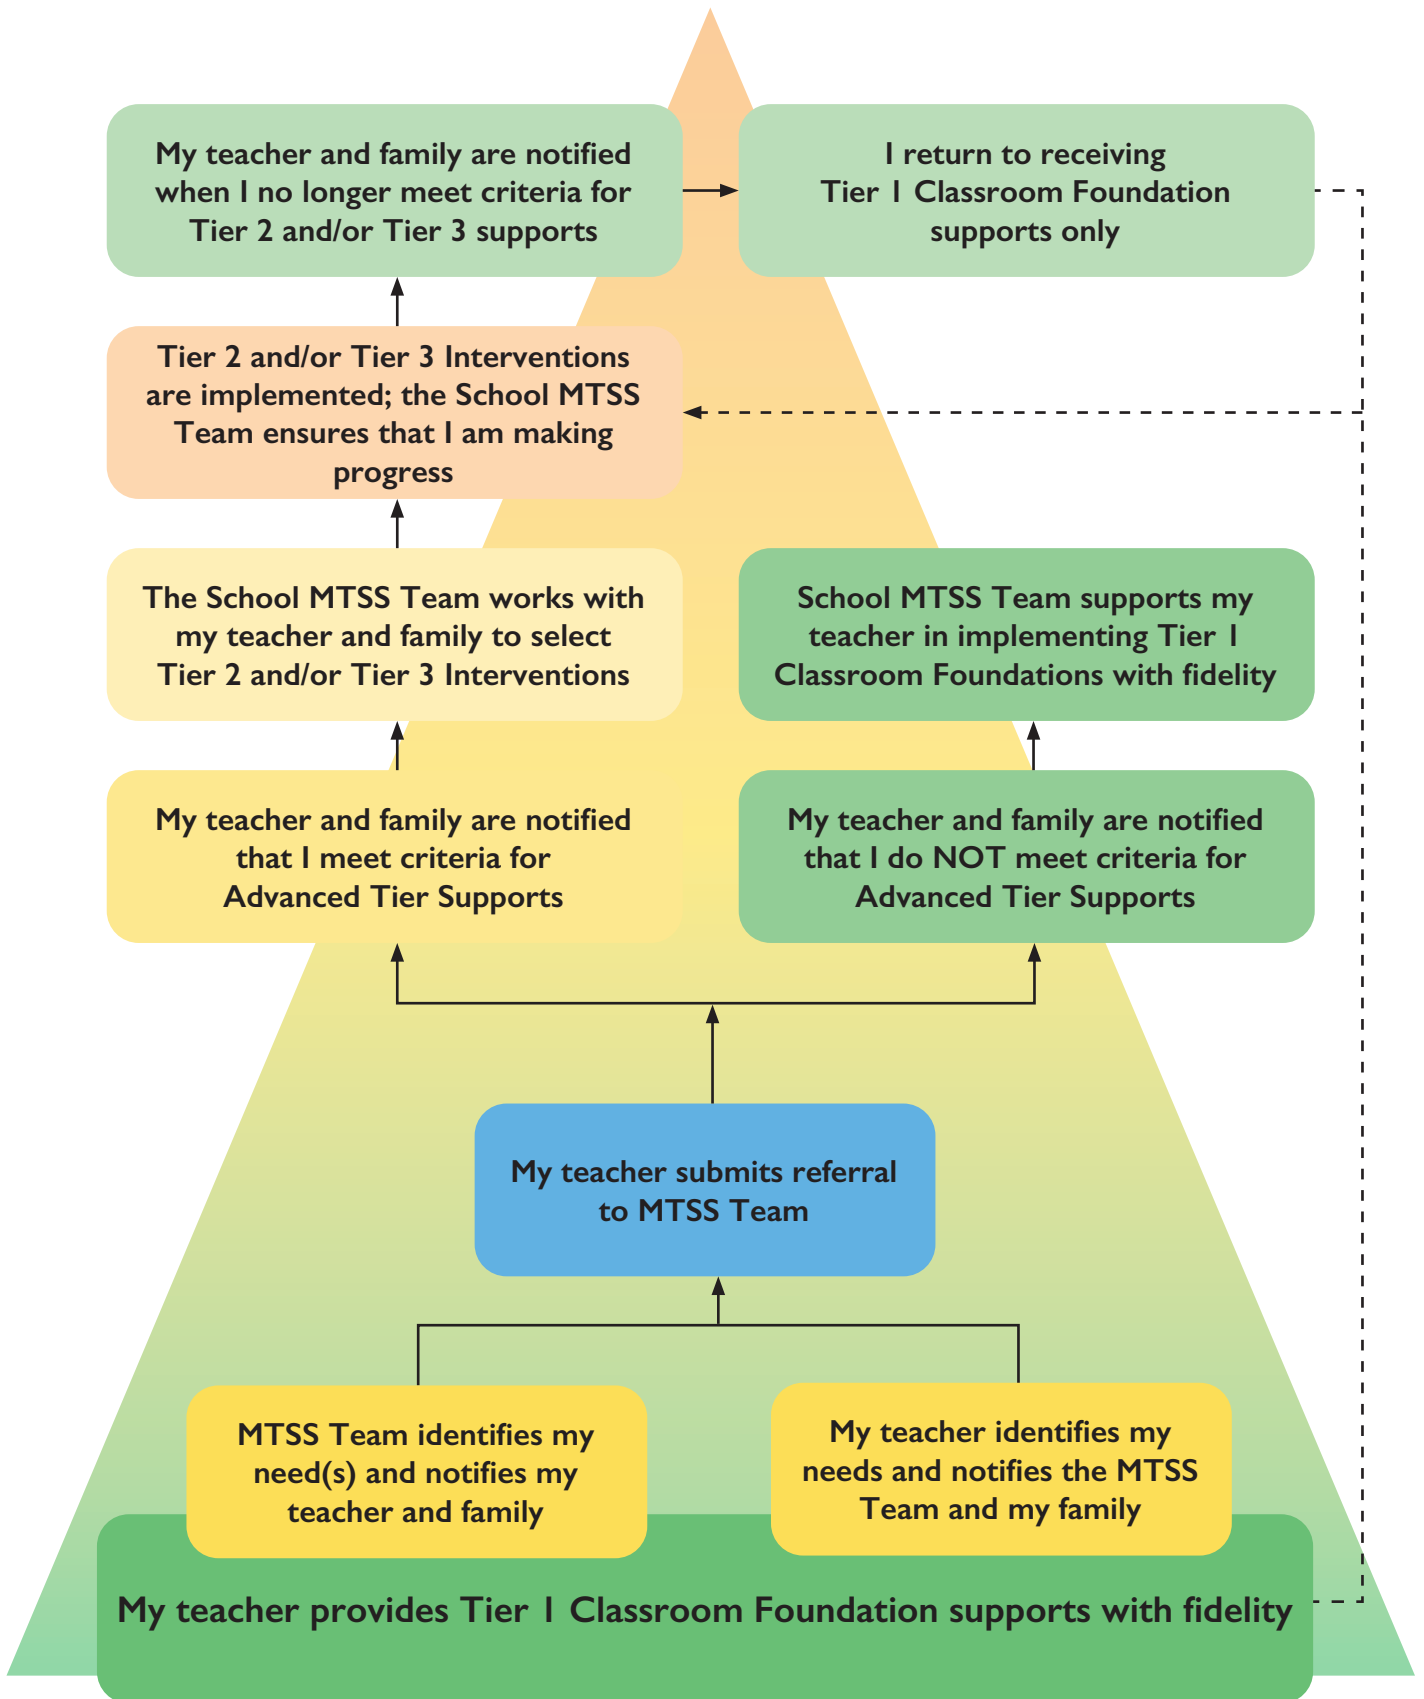 My teacher and family are notified
when I no longer meet criteria for
Tier 2 and/or Tier 3 supports
I return to receiving
Tier 1 Classroom Foundation
supports only
Tier 2 and/or Tier 3 Interventions
are implemented; the School MTSS
Team ensures that I am making
progress
The School MTSS Team works with
my teacher and family to select
Tier 2 and/or Tier 3 Interventions
School MTSS Team supports my
teacher in implementing Tier 1
Classroom Foundations with fidelity
My teacher and family are notified
that I meet criteria for
Advanced Tier Supports
My teacher and family are notified
that I do NOT meet criteria for
Advanced Tier Supports
My teacher submits referral
to MTSS Team
MTSS Team identifies my
need(s) and notifies my
teacher and family
My teacher identifies my
needs and notifies the MTSS
Team and my family
My teacher provides Tier 1 Classroom Foundation supports with fidelity